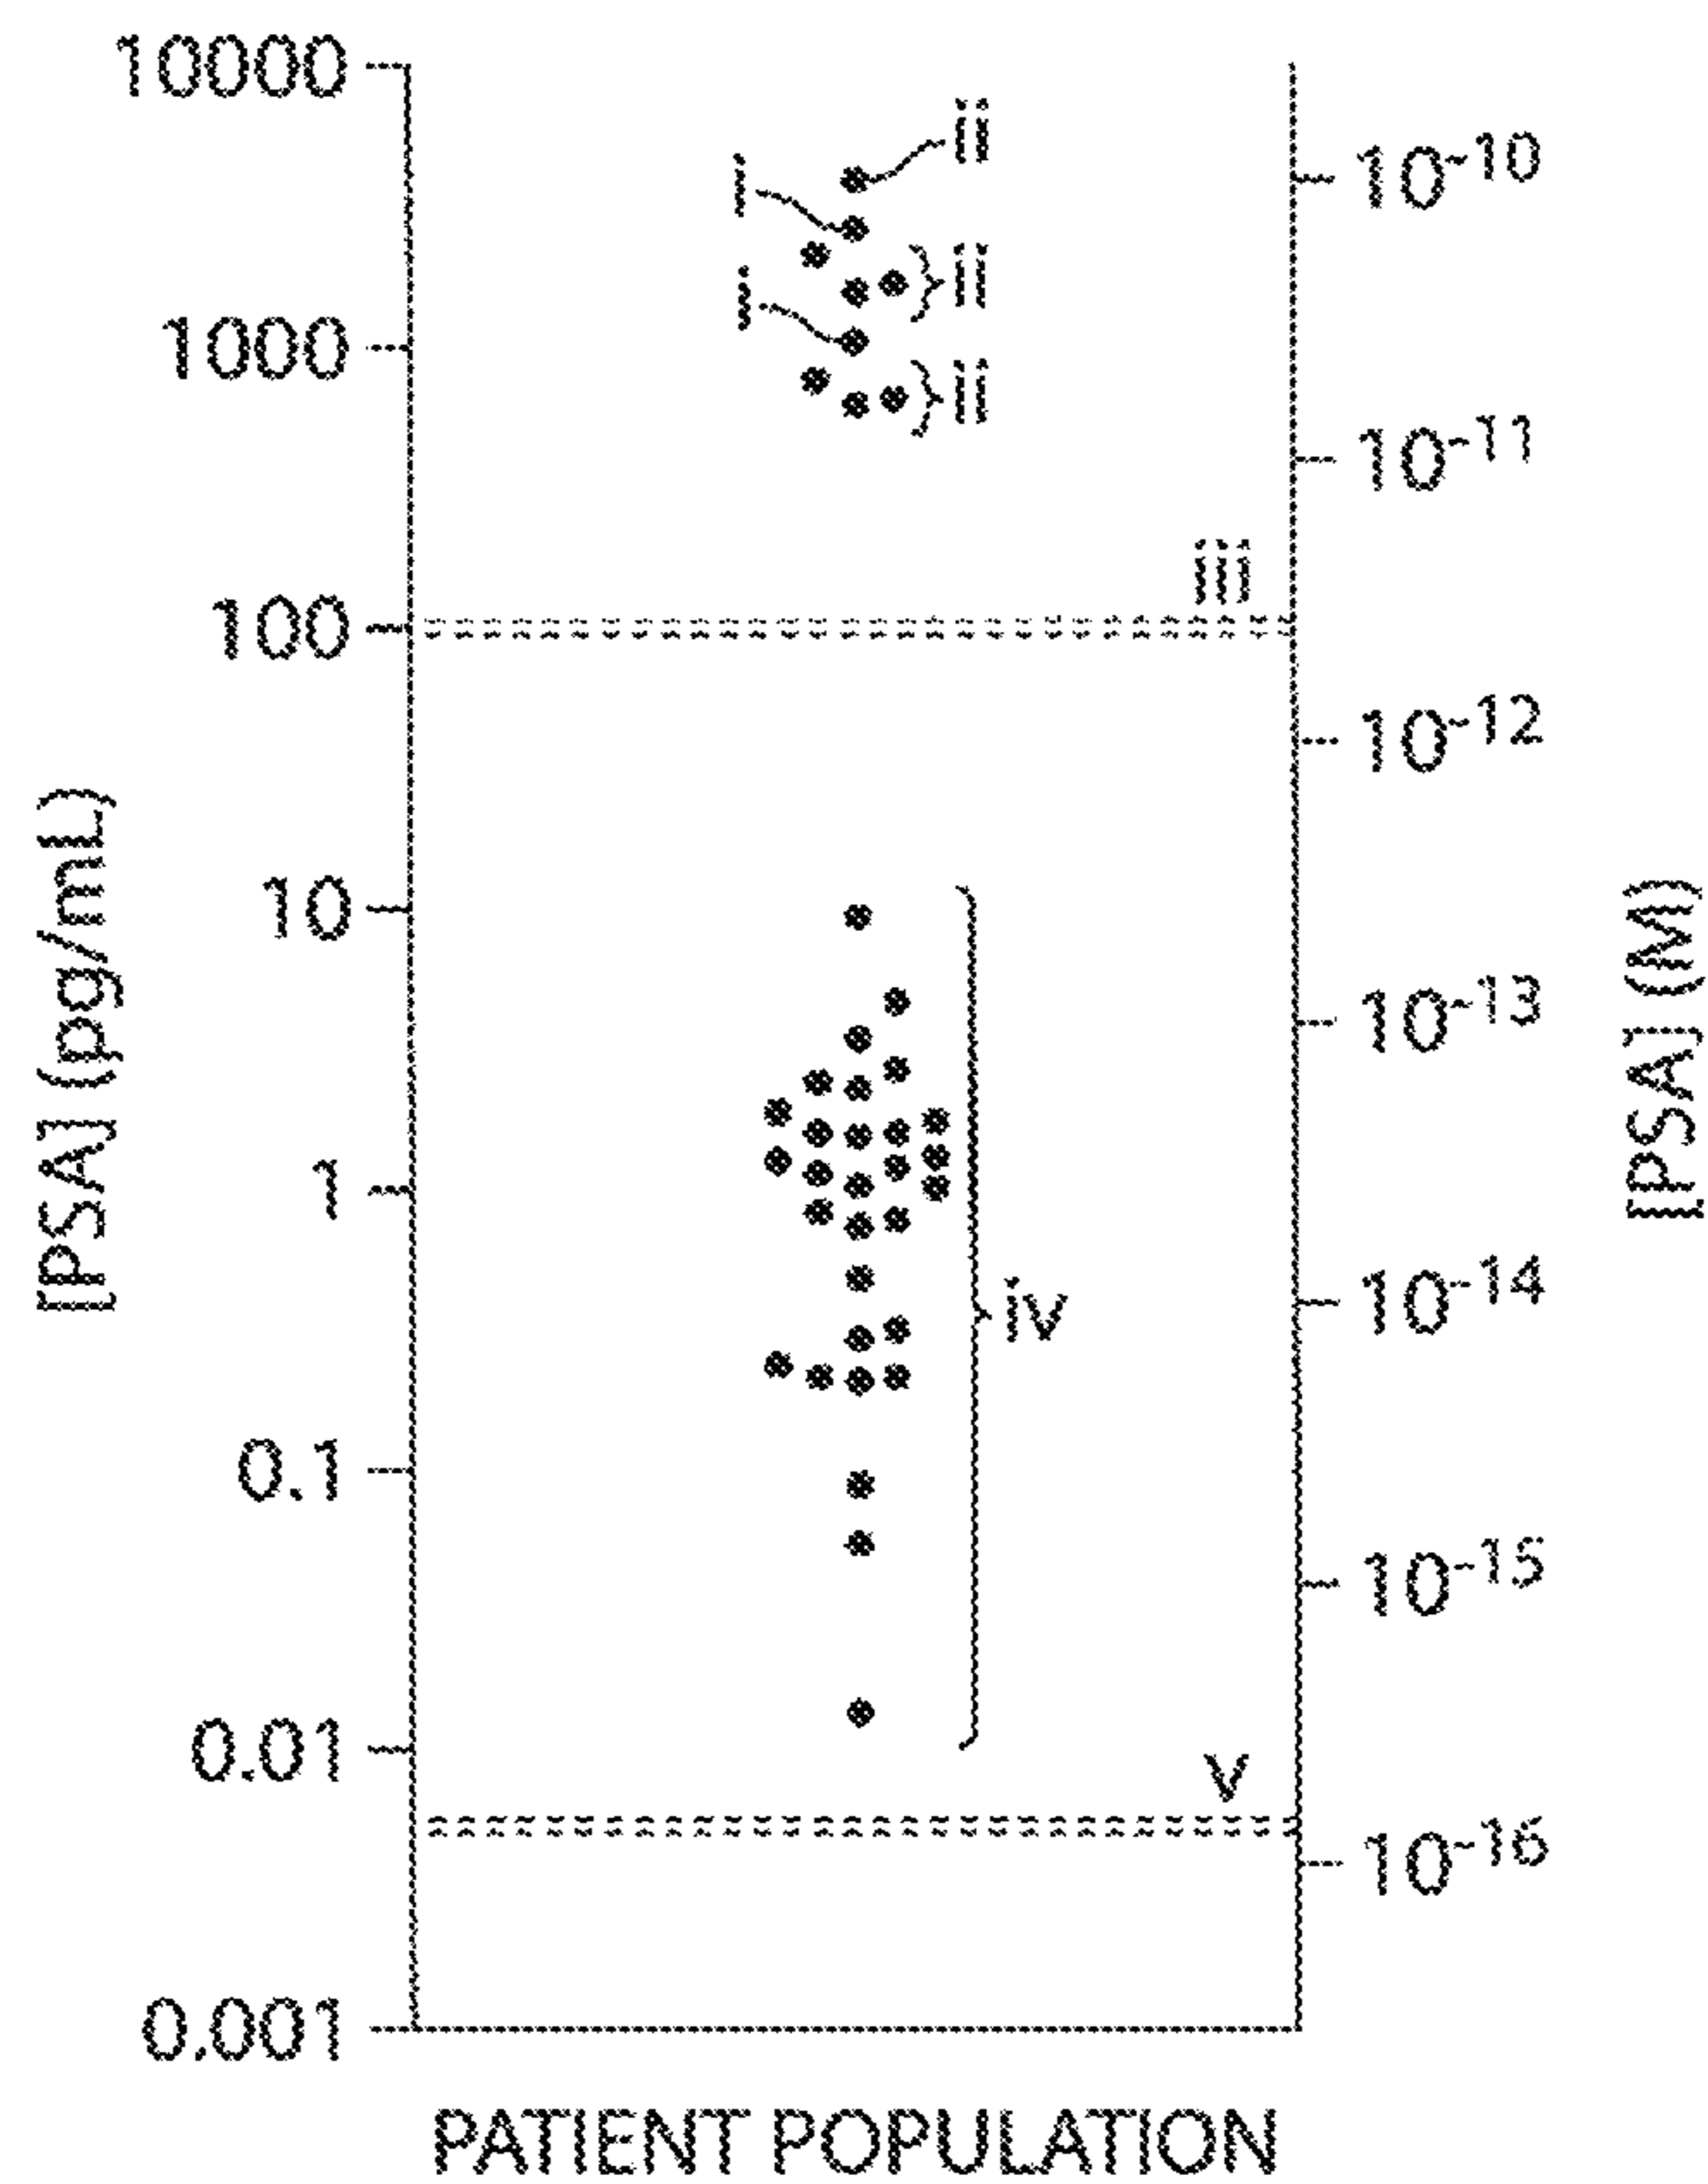 10000
1000
100
10
1
0.1
0.01
0.001
[PSA] (pg/mL)
ii
i
ii
i
ii
iii
iv
v
10-10
10-11
10-12
10-13
10-14
10-15
10-16
[PSA] (M)
PATIENT POPULATION